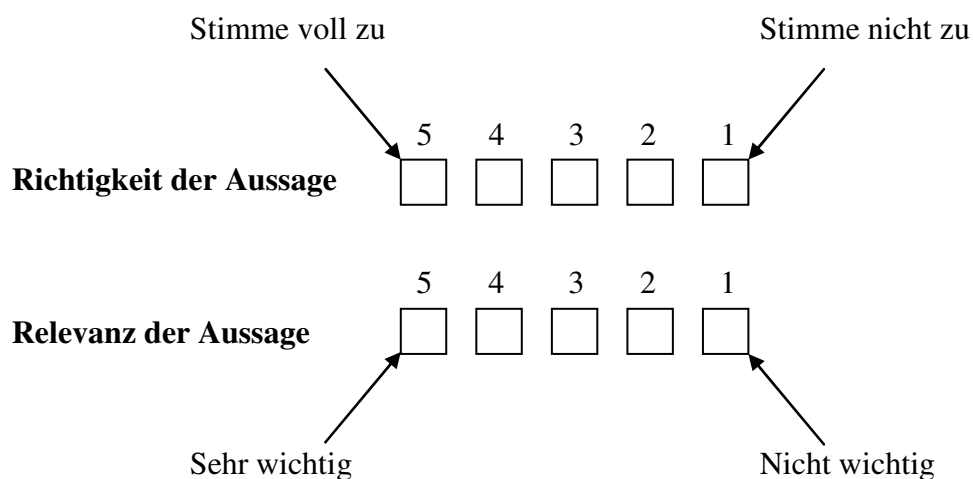 Stimme voll zu Stimme nicht zu
5 4 3 2 1
Richtigkeit der Aussage
5 4 3 2 1
Relevanz der Aussage
Sehr wichtig Nicht wichtig